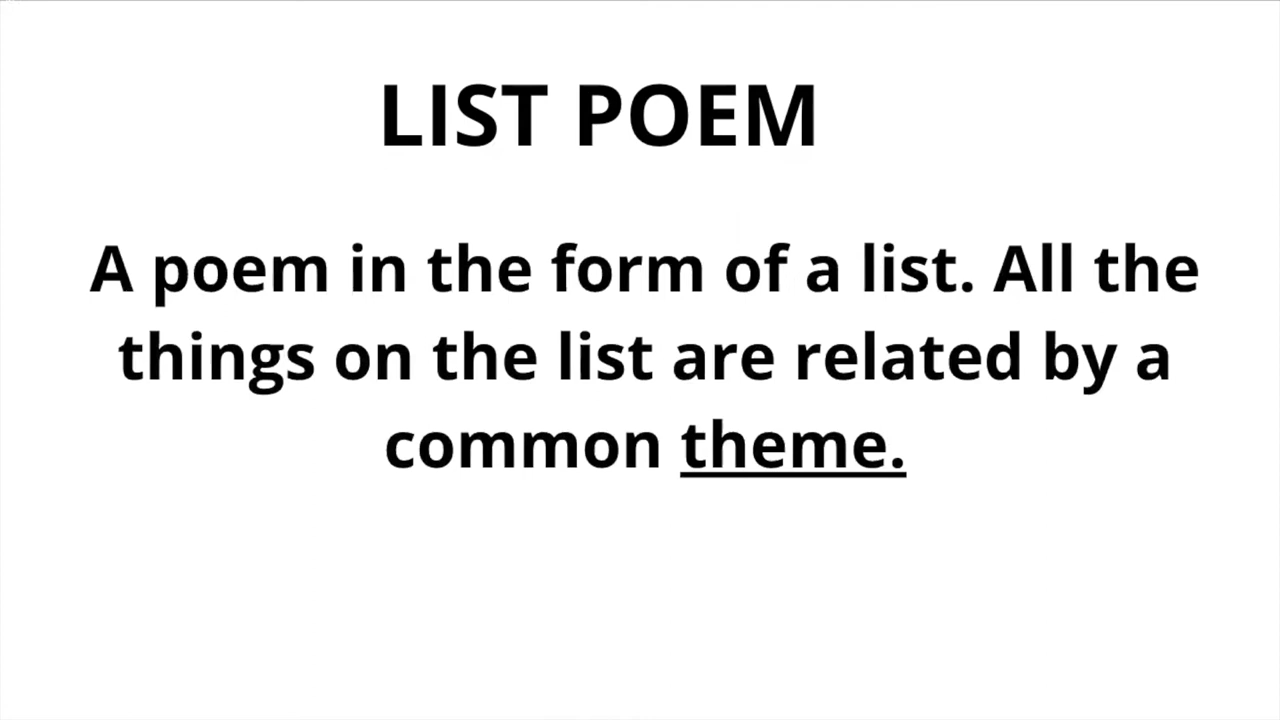 LIST POEM
A poem in the form of a list. All the
things on the list are related by a
common theme.